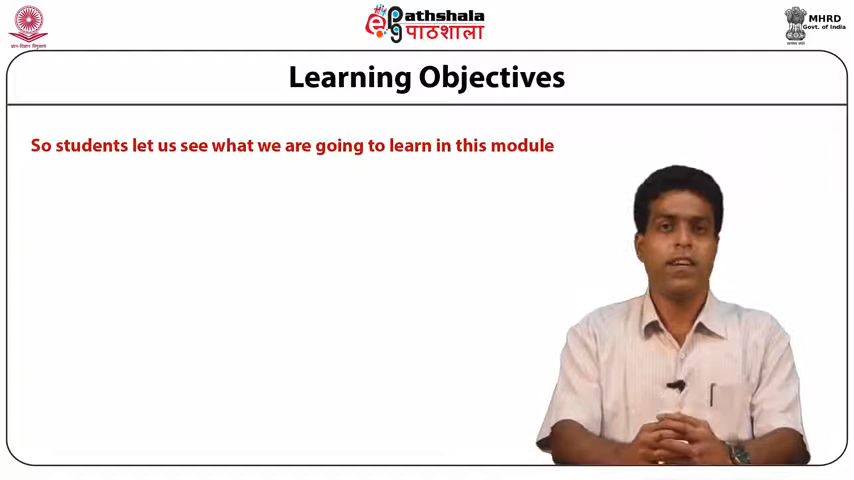 Pathshala
पाठशाला
MHRD
Govt. of India
Learning Objectives
So students let us see what we are going to learn in this module